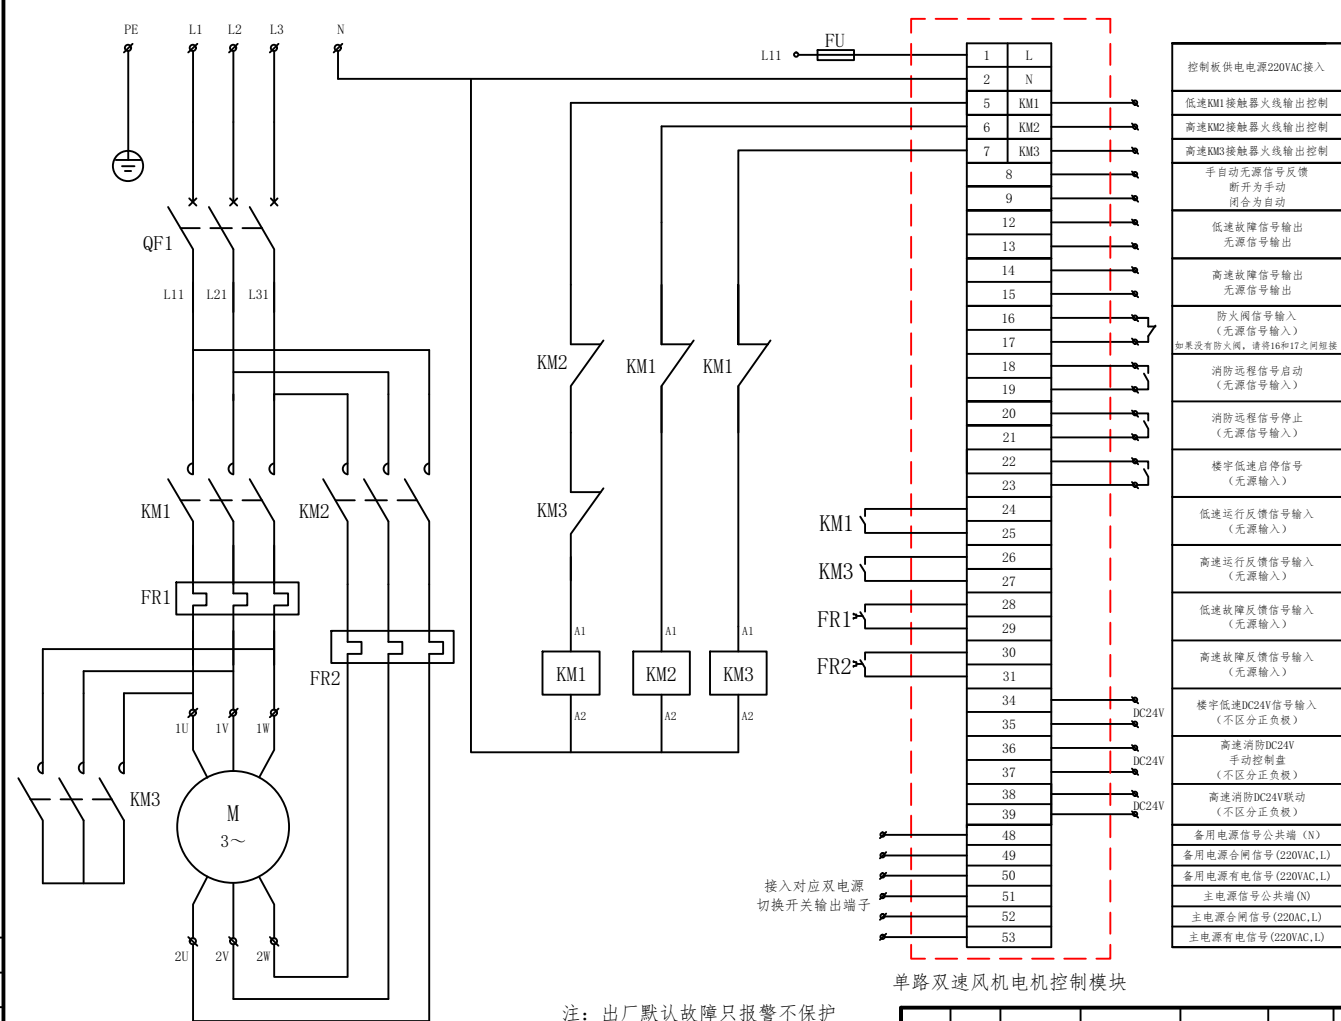 PE
L1
L2
L3
N
QF1
L11
L21
L31
KM1
KM2
FR1
FR2
1U
1V
1W
KM3
M
3～
2U
2V
2W
L11
FU
KM2
KM1
KM1
KM3
A1
A1
A1
KM1
KM2
KM3
A2
A2
A2
KM1
KM3
FR1
FR2
接入对应双电源
切换开关输出端子
1 L
2 N
控制板供电电源220VAC接入
5 KM1 低速KM1接触器火线输出控制
6 KM2 高速KM2接触器火线输出控制
7 KM3 高速KM3接触器火线输出控制
8
9
手自动无源信号反馈
断开为手动
闭合为自动
12
13
低速故障信号输出
无源信号输出
14
15
高速故障信号输出
无源信号输出
16
17
防火阀信号输入
（无源信号输入）
如果没有防火阀，请将16和17之间短接
18
19
消防远程信号启动
（无源信号输入）
20
21
消防远程信号停止
（无源信号输入）
22
23
楼宇低速启停信号
（无源输入）
24
25
低速运行反馈信号输入
（无源输入）
26
27
高速运行反馈信号输入
（无源输入）
28
29
低速故障反馈信号输入
（无源输入）
30
31
高速故障反馈信号输入
（无源输入）
34
35
DC24V
楼宇低速DC24V信号输入
（不区分正负极）
36
37
DC24V
高速消防DC24V
手动控制盘
（不区分正负极）
38
39
DC24V
高速消防DC24V联动
（不区分正负极）
48 备用电源信号公共端（N）
49 备用电源合闸信号(220VAC,L)
50 备用电源有电信号(220VAC,L)
51 主电源信号公共端(N)
52 主电源合闸信号(220AC,L)
53 主电源有电信号(220VAC,L)
单路双速风机电机控制模块
注：出厂默认故障只报警不保护